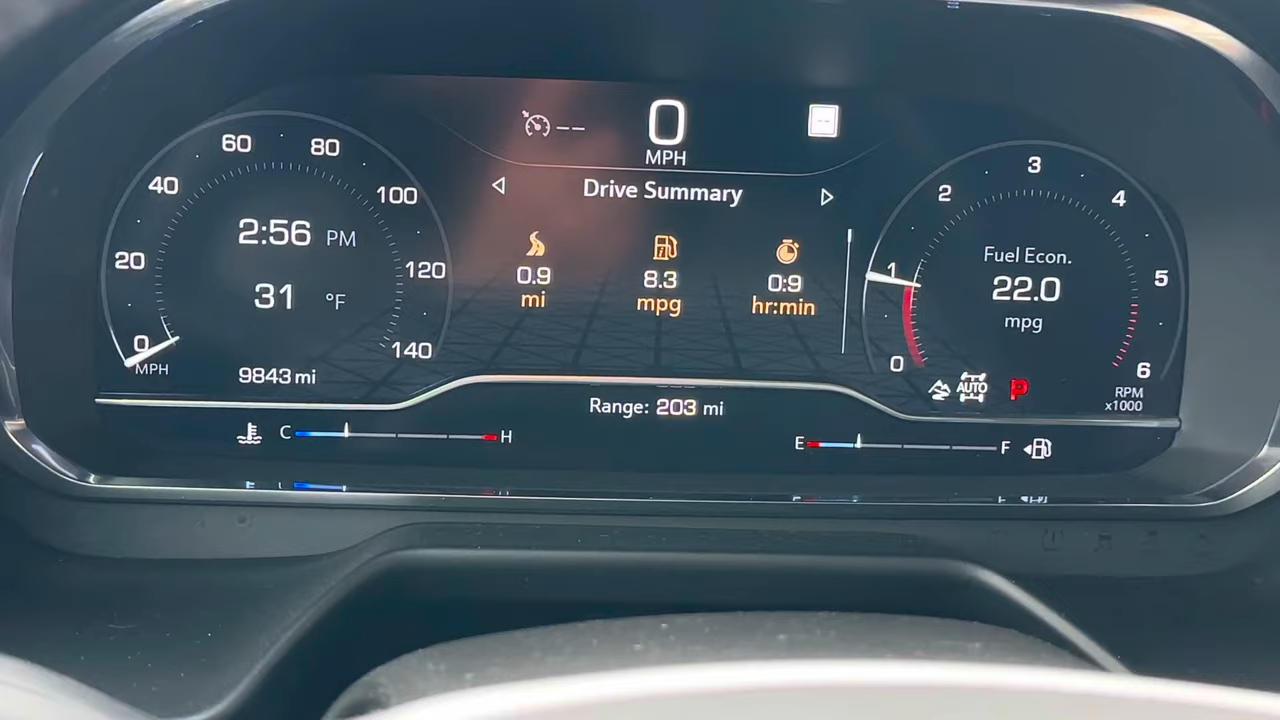 0
MPH
Drive Summary
0.9
mi
8.3
mpg
0:9
hr:min
60
80
40
100
20
120
0
140
MPH
2:56 PM
31 °F
9843 mi
3
2
4
1
5
0
6
Fuel Econ.
22.0
mpg
AUTO
P
RPM
x1000
Range: 203 mi
C
H
E
F